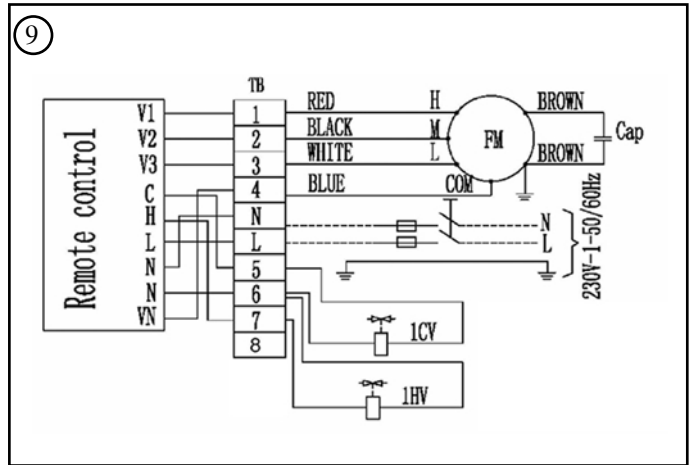 9
TB
Remote control
V1
V2
V3
C
H
L
N
N
VN
1
2
3
4
N
L
5
6
7
8
RED H BROWN
BLACK M
WHITE L BROWN
BLUE COM
FM
Cap
N
L
230V-1-50/60Hz
1CV
1HV